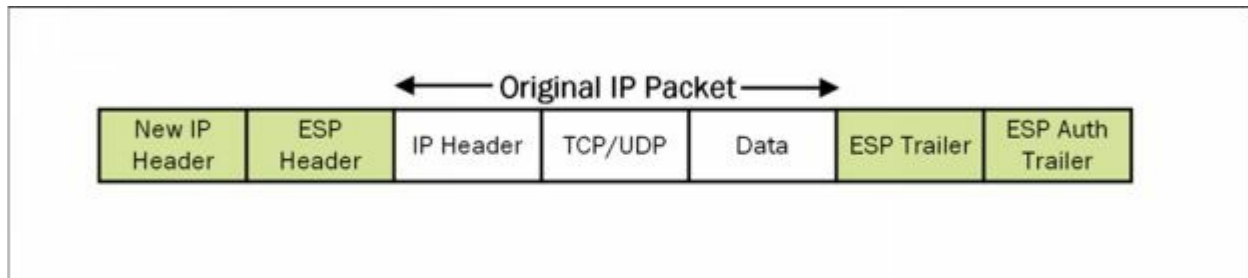 Original IP Packet
New IP
Header
ESP
Header
IP Header
TCP/UDP
Data
ESP Trailer
ESP Auth
Trailer